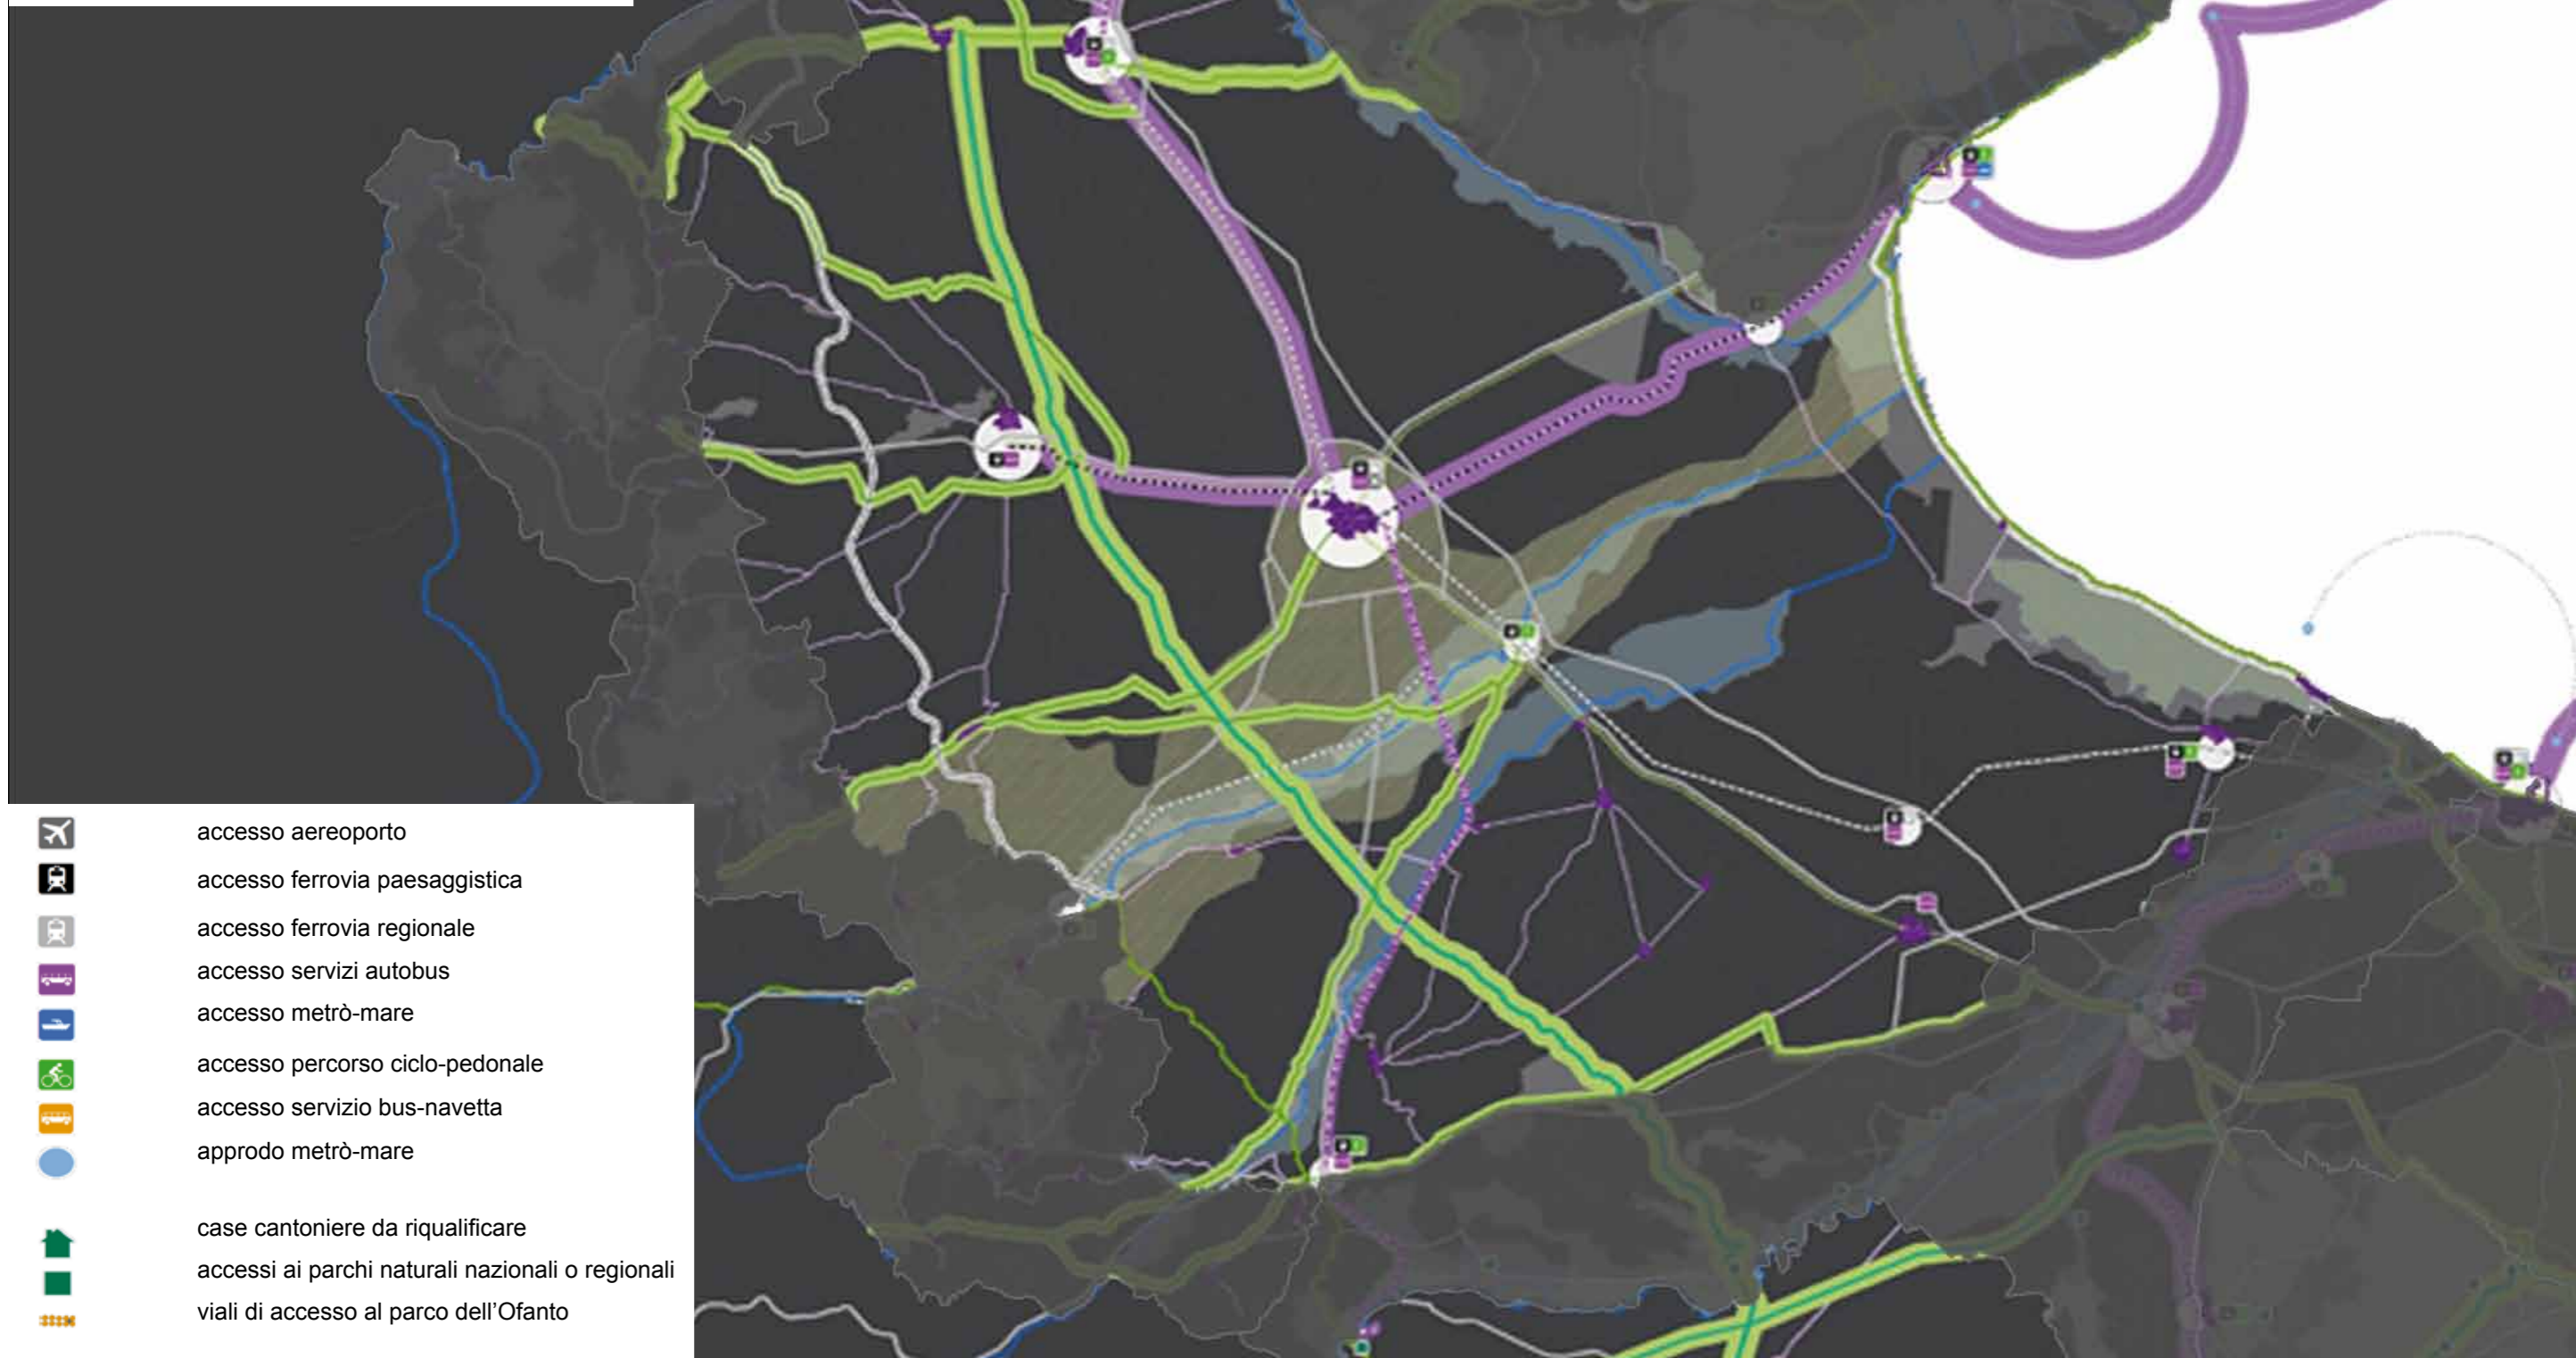 accesso aereoporto
accesso ferrovia paesaggistica
accesso ferrovia regionale
accesso servizi autobus
accesso metrò-mare
accesso percorso ciclo-pedonale
accesso servizio bus-navetta
approdo metrò-mare
case cantoniere da riqualificare
accessi ai parchi naturali nazionali o regionali
viali di accesso al parco dell’Ofanto